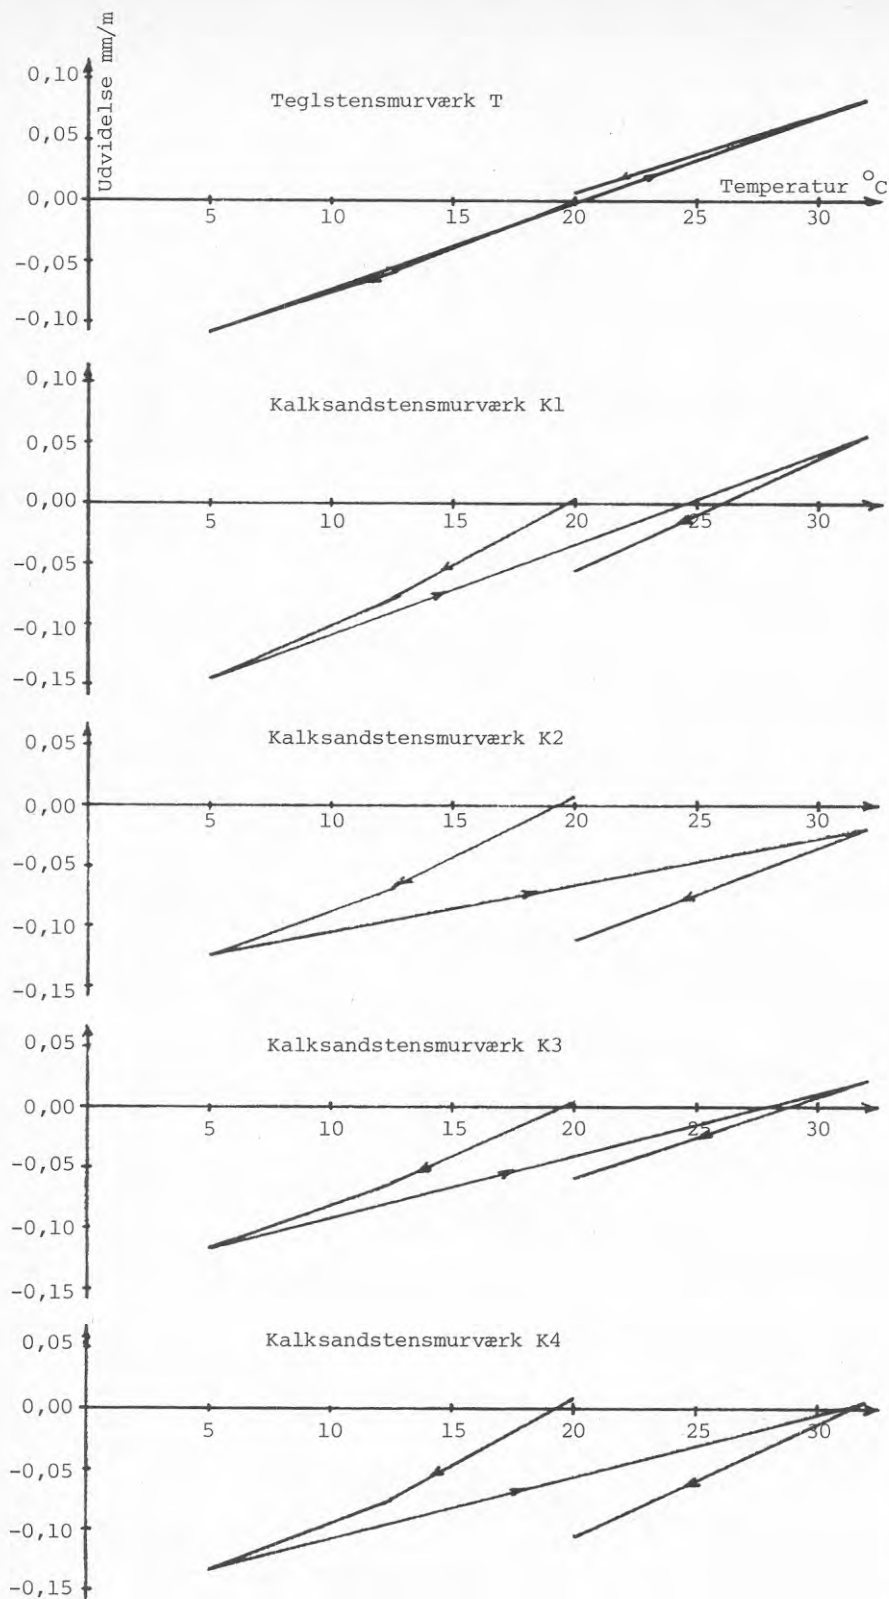 Udvidelse mm/m
Teglstensmurværk T
Temperatur °C
0,10
0,05
0,00
-0,05
-0,10
5 10 15 20 25 30
Kalksandstensmurværk K1
0,10
0,05
0,00
-0,05
-0,10
-0,15
5 10 15 20 25 30
Kalksandstensmurværk K2
0,05
0,00
-0,05
-0,10
-0,15
5 10 15 20 25 30
Kalksandstensmurværk K3
0,05
0,00
-0,05
-0,10
-0,15
5 10 15 20 25 30
Kalksandstensmurværk K4
0,05
0,00
-0,05
-0,10
-0,15
5 10 15 20 25 30